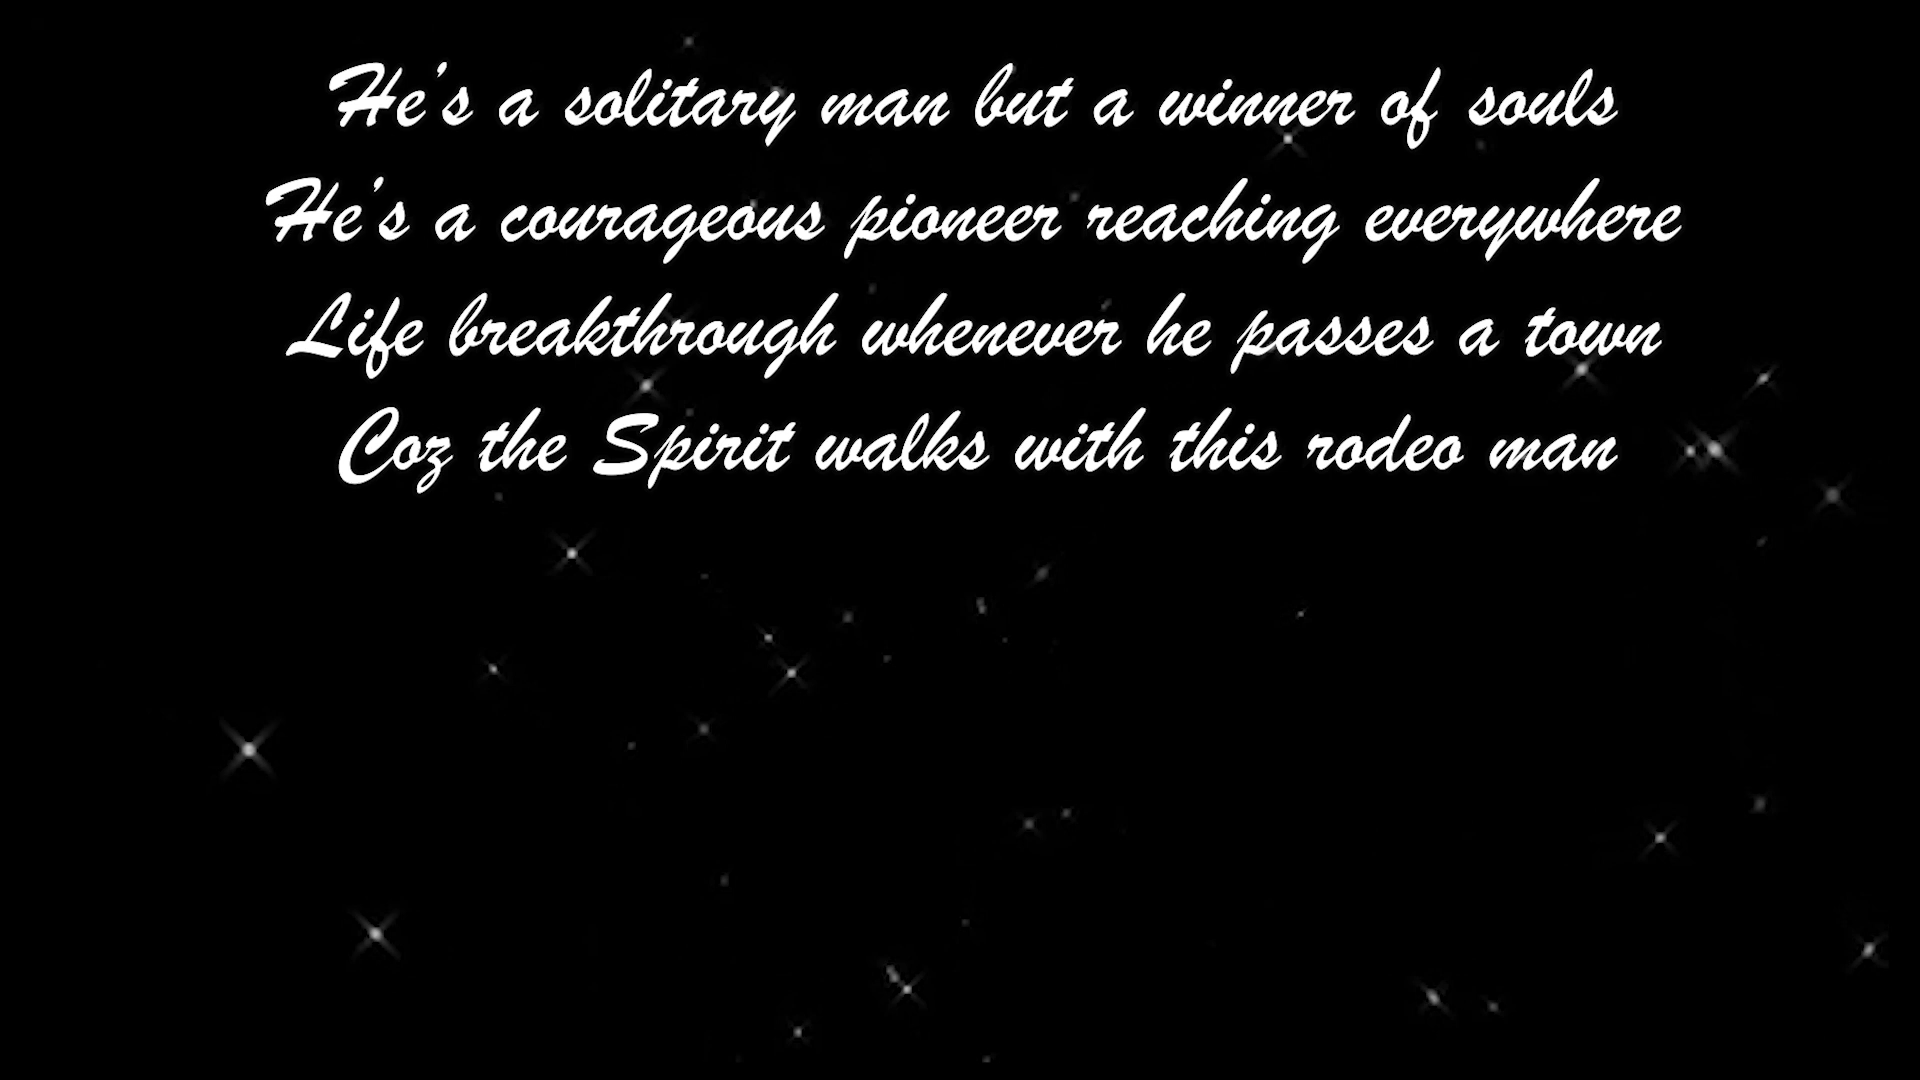 He's a solitary man but a winner of souls
He's a courageous pioneer reaching everywhere
Life breakthrough whenever he passes a town
Coz the Spirit walks with this rodeo man